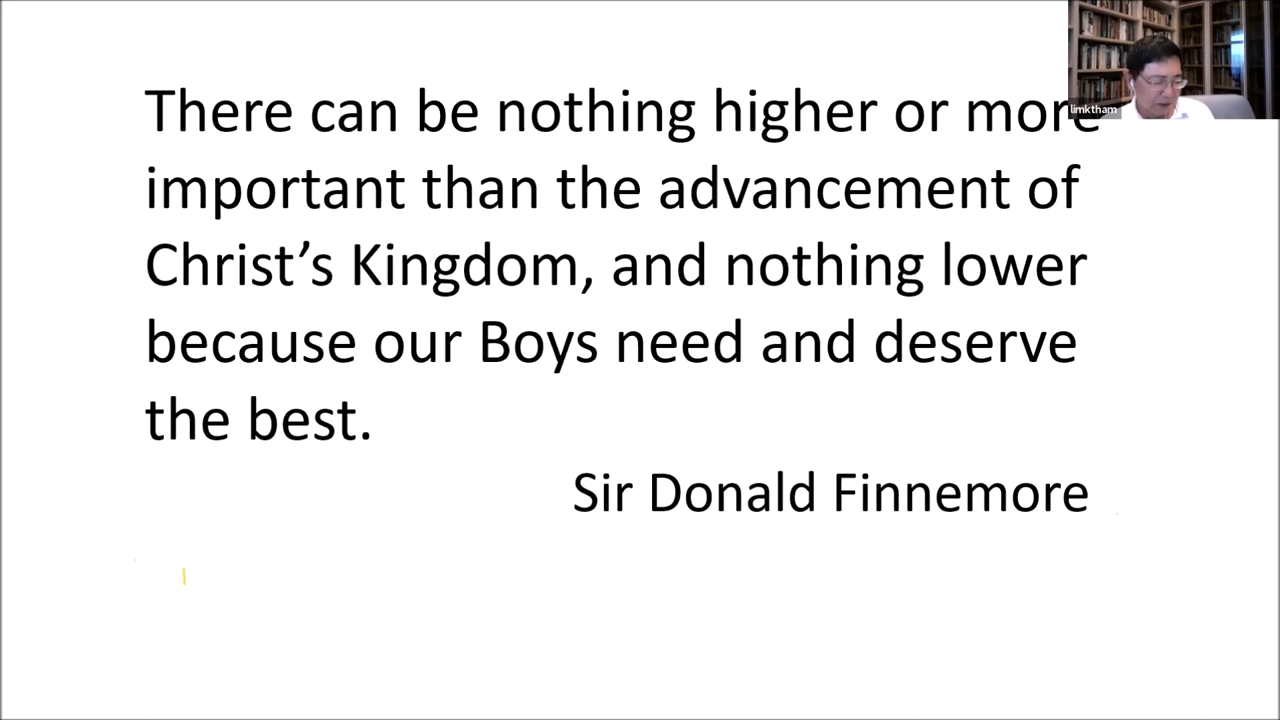 There can be nothing higher or more
important than the advancement of
Christ’s Kingdom, and nothing lower
because our Boys need and deserve
the best.
Sir Donald Finnemore
limktham